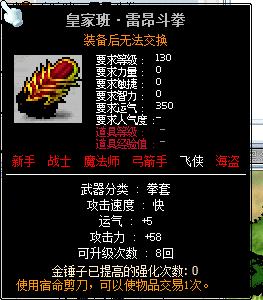 皇家班·雷昂斗拳
装备后无法交换
要求等级： 130
要求力量： 0
要求敏捷： 0
要求智力： 0
要求运气： 350
要求人气度： -
道具等级： -
道具经验值： -
新手 战士 魔法师 弓箭手 飞侠 海盗
武器分类 ： 拳套
攻击速度 ： 快
运气 ： +5
攻击力 ： +58
可升级次数 ： 8回
金锤子已提高的强化次数: 0
使用宿命剪刀，可以使物品交易1次。